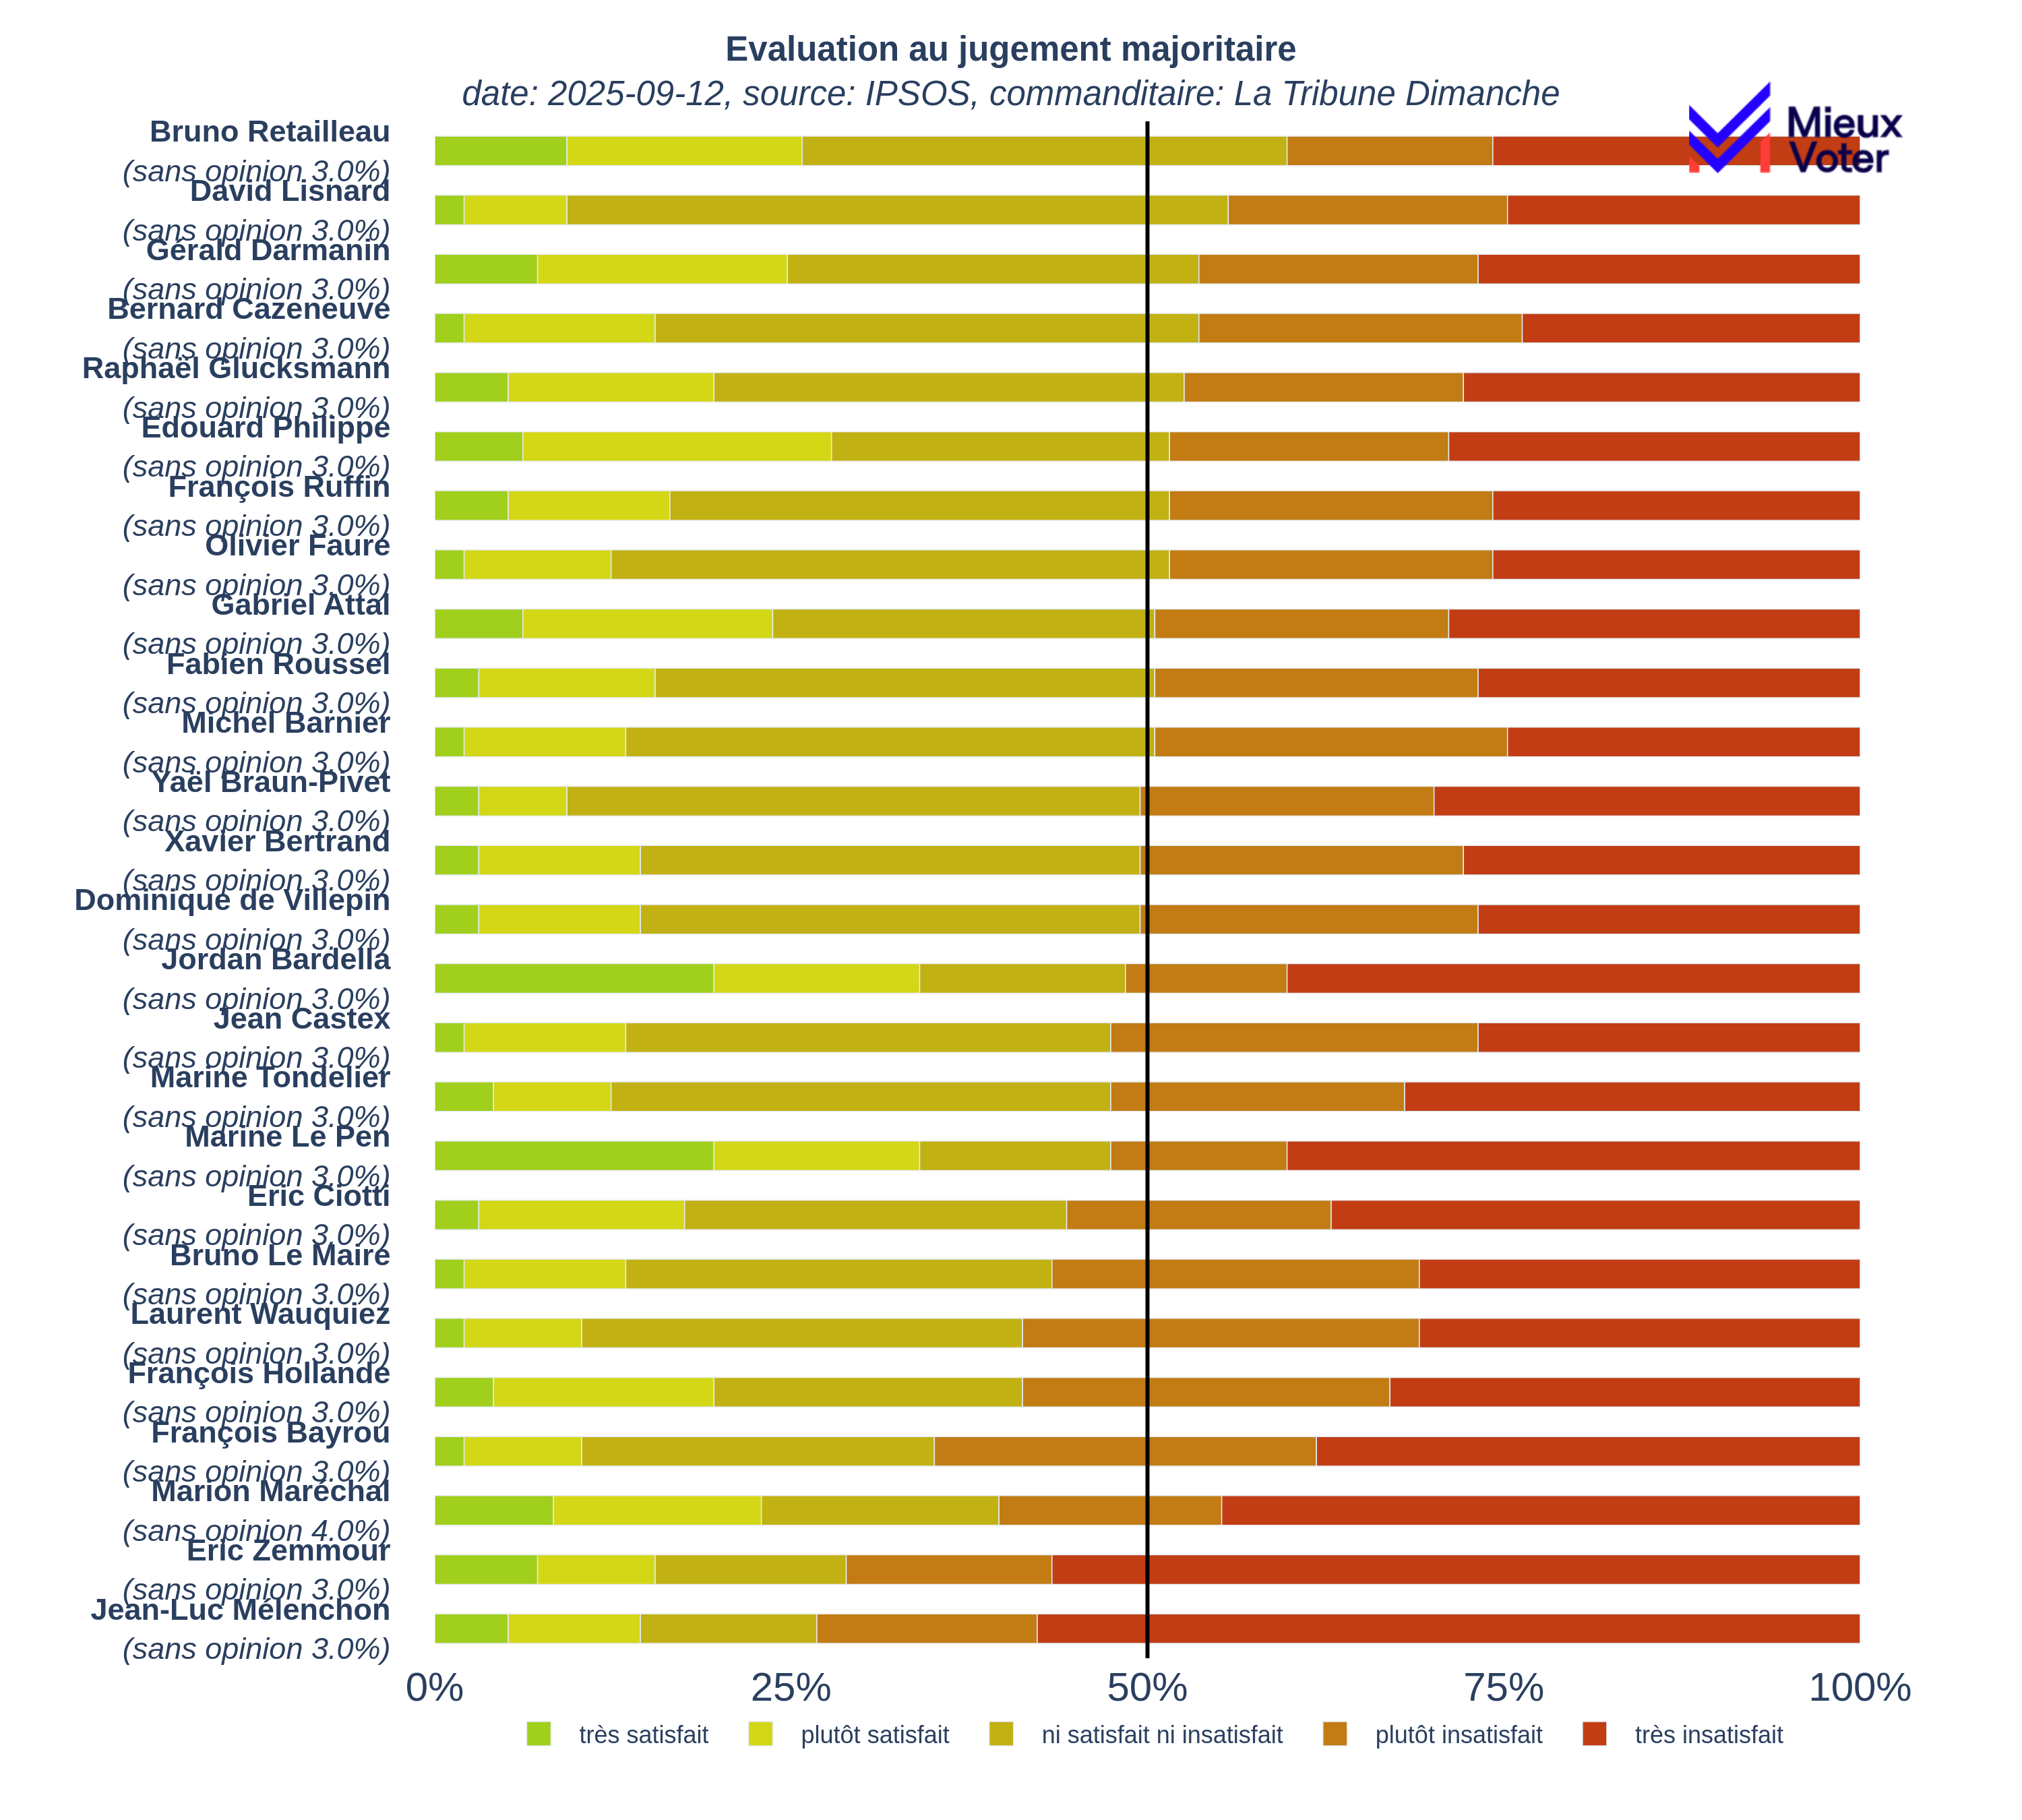 Evaluation au jugement majoritaire
date: 2025-09-12, source: IPSOS, commanditaire: La Tribune Dimanche
Mieux
Voter
Bruno Retailleau
(sans opinion 3.0%)
David Lisnard
(sans opinion 3.0%)
Gérald Darmanin
(sans opinion 3.0%)
Bernard Cazeneuve
(sans opinion 3.0%)
Raphaël Glucksmann
(sans opinion 3.0%)
Edouard Philippe
(sans opinion 3.0%)
François Ruffin
(sans opinion 3.0%)
Olivier Faure
(sans opinion 3.0%)
Gabriel Attal
(sans opinion 3.0%)
Fabien Roussel
(sans opinion 3.0%)
Michel Barnier
(sans opinion 3.0%)
Yaël Braun-Pivet
(sans opinion 3.0%)
Xavier Bertrand
(sans opinion 3.0%)
Dominique de Villepin
(sans opinion 3.0%)
Jordan Bardella
(sans opinion 3.0%)
Jean Castex
(sans opinion 3.0%)
Marine Tondelier
(sans opinion 3.0%)
Marine Le Pen
(sans opinion 3.0%)
Eric Ciotti
(sans opinion 3.0%)
Bruno Le Maire
(sans opinion 3.0%)
Laurent Wauquiez
(sans opinion 3.0%)
François Hollande
(sans opinion 3.0%)
François Bayrou
(sans opinion 3.0%)
Marion Maréchal
(sans opinion 4.0%)
Eric Zemmour
(sans opinion 3.0%)
Jean-Luc Mélenchon
(sans opinion 3.0%)
0% 25% 50% 75% 100%
très satisfait plutôt satisfait ni satisfait ni insatisfait plutôt insatisfait très insatisfait